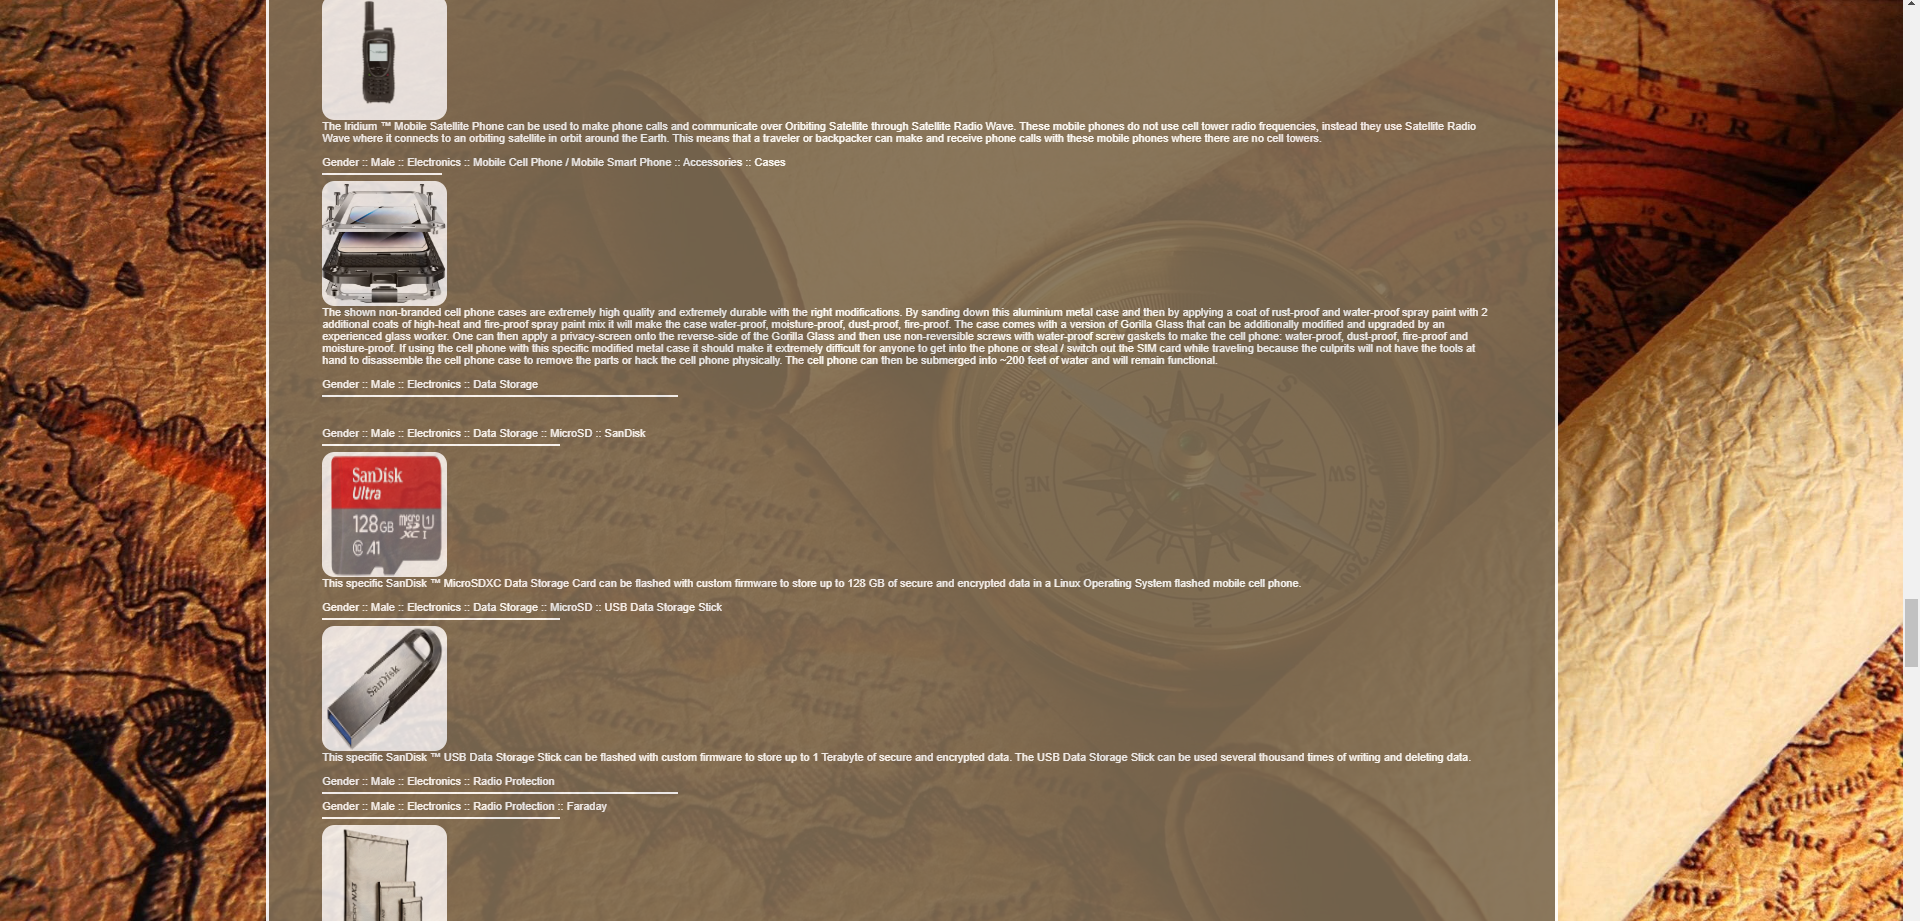 The Iridium ™ Mobile Satellite Phone can be used to make phone calls and communicate over Oribiting Satellite through Satellite Radio Wave. These mobile phones do not use cell tower radio frequencies, instead they use Satellite Radio
Wave where it connects to an orbiting satellite in orbit around the Earth. This means that a traveler or backpacker can make and receive phone calls with these mobile phones where there are no cell towers.
Gender :: Male :: Electronics :: Mobile Cell Phone / Mobile Smart Phone :: Accessories :: Cases
The shown non-branded cell phone cases are extremely high quality and extremely durable with the right modifications. By sanding down this aluminium metal case and then by applying a coat of rust-proof and water-proof spray paint with 2
additional coats of high-heat and fire-proof spray paint mix it will make the case water-proof, moisture-proof, dust-proof, fire-proof. The case comes with a version of Gorilla Glass that can be additionally modified and upgraded by an
experienced glass worker. One can then apply a privacy-screen onto the reverse-side of the Gorilla Glass and then use non-reversible screws with water-proof screw gaskets to make the cell phone: water-proof, dust-proof, fire-proof and
moisture-proof. If using the cell phone with this specific modified metal case it should make it extremely difficult for anyone to get into the phone or steal / switch out the SIM card while traveling because the culprits will not have the tools at
hand to disassemble the cell phone case to remove the parts or hack the cell phone physically. The cell phone can then be submerged into ~200 feet of water and will remain functional.
Gender :: Male :: Electronics :: Data Storage
Gender :: Male :: Electronics :: Data Storage :: MicroSD :: SanDisk
SanDisk
Ultra
128GB
micro SD XC I
A1
This specific SanDisk ™ MicroSDXC Data Storage Card can be flashed with custom firmware to store up to 128 GB of secure and encrypted data in a Linux Operating System flashed mobile cell phone.
Gender :: Male :: Electronics :: Data Storage :: MicroSD :: USB Data Storage Stick
SanDisk
This specific SanDisk ™ USB Data Storage Stick can be flashed with custom firmware to store up to 1 Terabyte of secure and encrypted data. The USB Data Storage Stick can be used several thousand times of writing and deleting data.
Gender :: Male :: Electronics :: Radio Protection
Gender :: Male :: Electronics :: Radio Protection :: Faraday